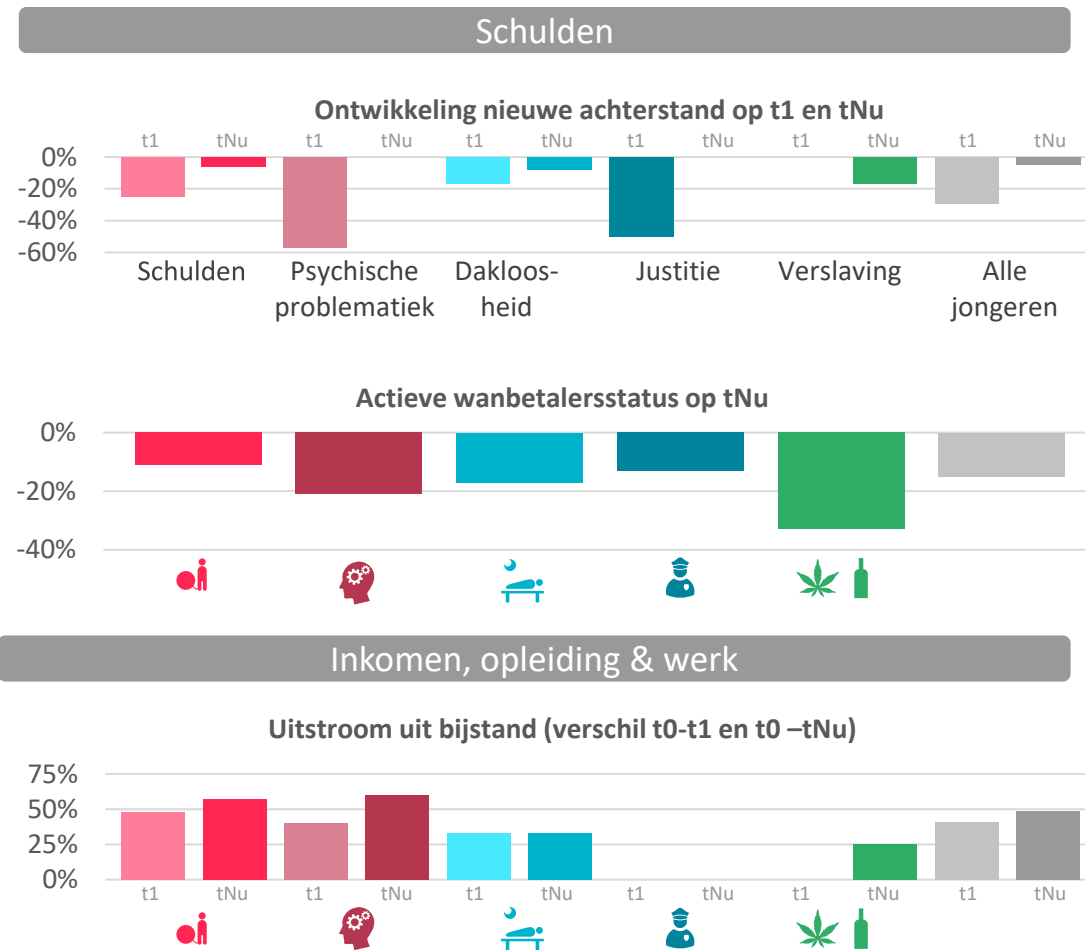 Schulden
Ontwikkeling nieuwe achterstand op t1 en tNu
t1 tNu t1 tNu t1 tNu t1 tNu t1 tNu t1 tNu
0%
-20%
-40%
-60%
Schulden Psychische Dakloos- Justitie Verslaving Alle
problematiek heid jongeren
Actieve wanbetalersstatus op tNu
0%
-20%
-40%
Inkomen, opleiding & werk
Uitstroom uit bijstand (verschil t0-t1 en t0 –tNu)
75%
50%
25%
0%
t1 tNu t1 tNu t1 tNu t1 tNu t1 tNu t1 tNu